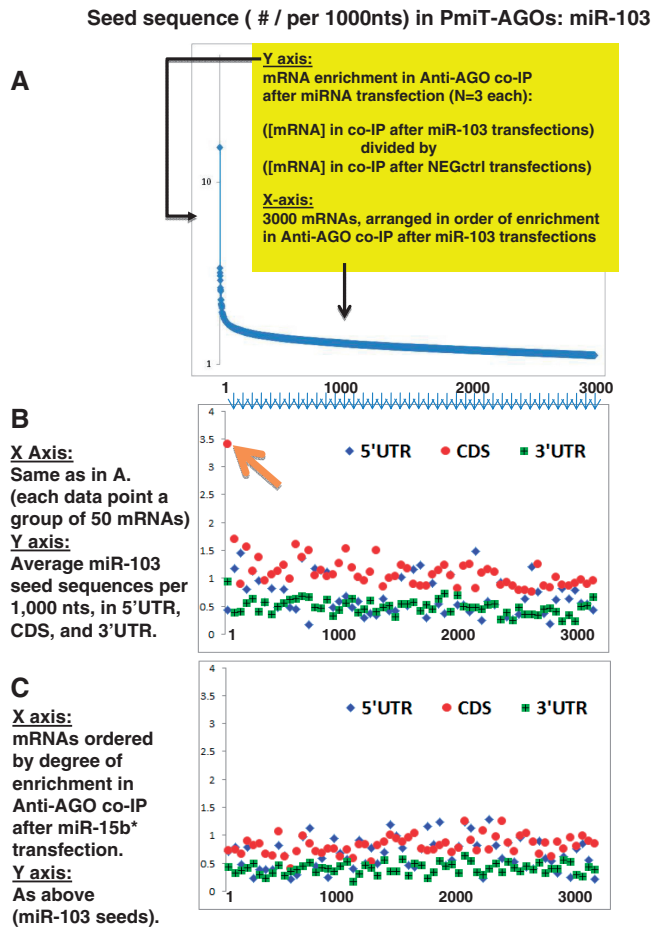 Seed sequence ( # / per 1000nts) in PmiT-AGOs: miR-103
A
Y axis:
mRNA enrichment in Anti-AGO co-IP
after miRNA transfection (N=3 each):
([mRNA] in co-IP after miR-103 transfections)
divided by
([mRNA] in co-IP after NEGctrl transfections)
X-axis:
3000 mRNAs, arranged in order of enrichment
in Anti-AGO co-IP after miR-103 transfections
10
1
1 1000 2000 3000
B
X Axis:
Same as in A.
(each data point a
group of 50 mRNAs)
Y axis:
Average miR-103
seed sequences per
1,000 nts, in 5'UTR,
CDS, and 3'UTR.
4
3.5
3
2.5
2
1.5
1
0.5
0
5'UTR CDS 3'UTR
1 1000 2000 3000
C
X axis:
mRNAs ordered
by degree of
enrichment in
Anti-AGO co-IP
after miR-15b*
transfection.
Y axis:
As above
(miR-103 seeds).
4
3.5
3
2.5
2
1.5
1
0.5
0
5'UTR CDS 3'UTR
1 1000 2000 3000